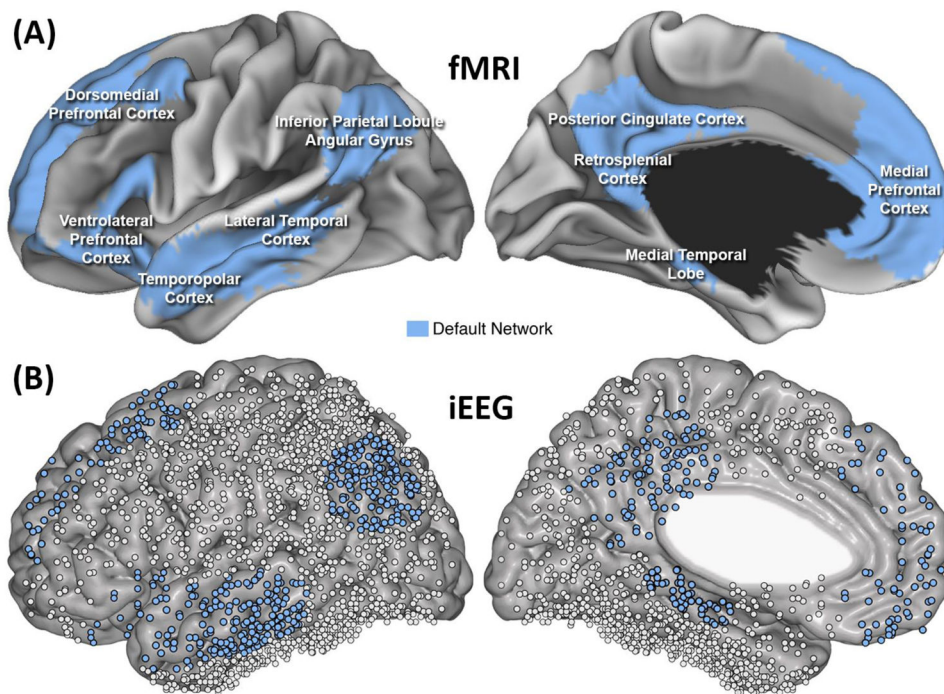 (A)
fMRI
Dorsomedial
Prefrontal Cortex
Inferior Parietal Lobule
Angular Gyrus
Ventrolateral
Prefrontal
Cortex
Lateral Temporal
Cortex
Temporopolar
Cortex
Posterior Cingulate Cortex
Retrosplenial
Cortex
Medial
Prefrontal
Cortex
Medial Temporal
Lobe
Default Network
(B)
iEEG